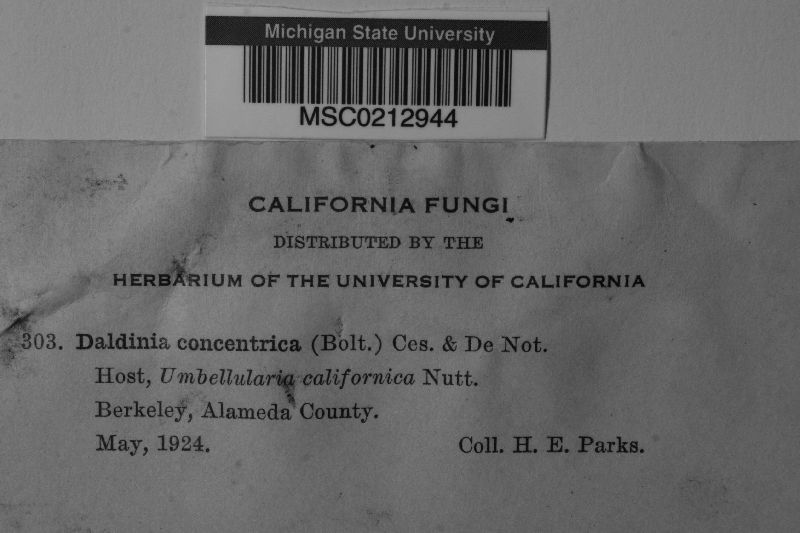 Michigan State University
MSC0212944
CALIFORNIA FUNGI
DISTRIBUTED BY THE
HERBARIUM OF THE UNIVERSITY OF CALIFORNIA
303. Daldinia concentrica (Bolt.) Ces. & De Not.
Host, Umbellularia californica Nutt.
Berkeley, Alameda County.
May, 1924. Coll. H. E. Parks.